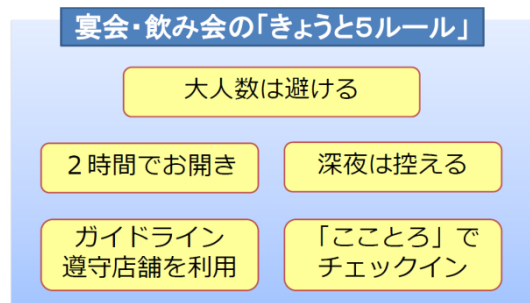 宴会・飲み会の「きょうと５ルール」
大人数は避ける
２時間でお開き
深夜は控える
ガイドライン
遵守店舗を利用
「こことろ」で
チェックイン